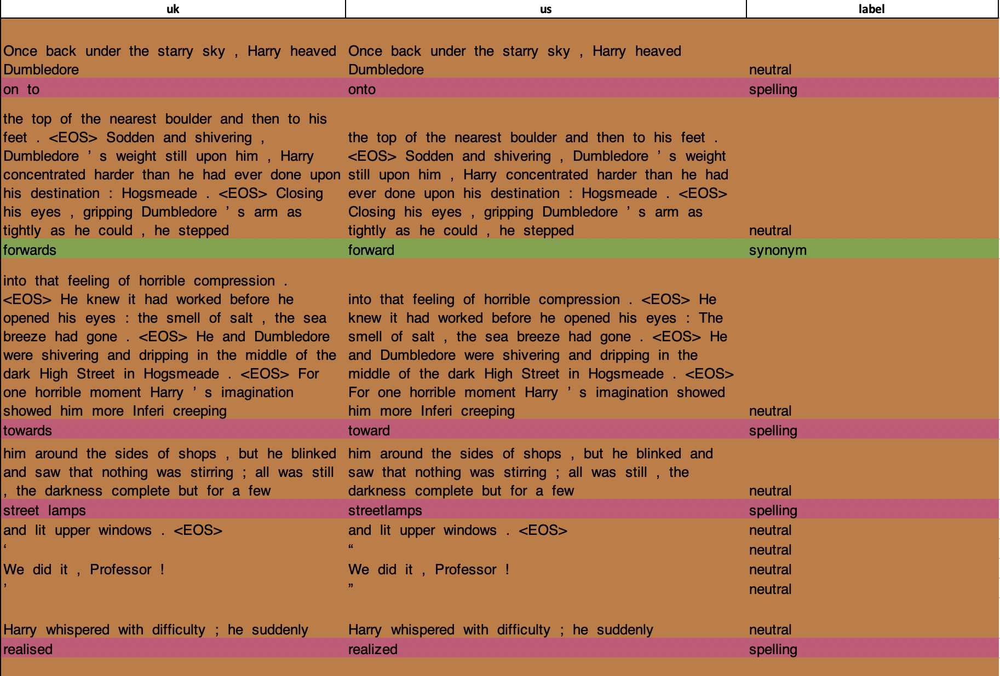 uk us label
Once back under the starry sky , Harry heaved
Dumbledore
Once back under the starry sky , Harry heaved
Dumbledore
neutral
on to onto spelling
the top of the nearest boulder and then to his
feet . <EOS> Sodden and shivering ,
Dumbledore ’ s weight still upon him , Harry
concentrated harder than he had ever done upon
his destination : Hogsmeade . <EOS> Closing
his eyes , gripping Dumbledore ’ s arm as
tightly as he could , he stepped
the top of the nearest boulder and then to his feet .
<EOS> Sodden and shivering , Dumbledore ’ s weight
still upon him , Harry concentrated harder than he had
ever done upon his destination : Hogsmeade . <EOS>
Closing his eyes , gripping Dumbledore ’ s arm as
tightly as he could , he stepped
neutral
forwards forward synonym
into that feeling of horrible compression .
<EOS> He knew it had worked before he
opened his eyes : the smell of salt , the sea
breeze had gone . <EOS> He and Dumbledore
were shivering and dripping in the middle of the
dark High Street in Hogsmeade . <EOS> For
one horrible moment Harry ’ s imagination
showed him more Inferi creeping
into that feeling of horrible compression . <EOS> He
knew it had worked before he opened his eyes : The
smell of salt , the sea breeze had gone . <EOS> He
and Dumbledore were shivering and dripping in the
middle of the dark High Street in Hogsmeade . <EOS>
For one horrible moment Harry ’ s imagination showed
him more Inferi creeping
neutral
towards toward spelling
him around the sides of shops , but he blinked
and saw that nothing was stirring ; all was still
, the darkness complete but for a few
him around the sides of shops , but he blinked and
saw that nothing was stirring ; all was still , the
darkness complete but for a few
neutral
street lamps streetlamps spelling
and lit upper windows . <EOS> and lit upper windows . <EOS> neutral
‘ “ neutral
We did it , Professor ! We did it , Professor ! neutral
’ ” neutral
Harry whispered with difficulty ; he suddenly Harry whispered with difficulty ; he suddenly neutral
realised realized spelling